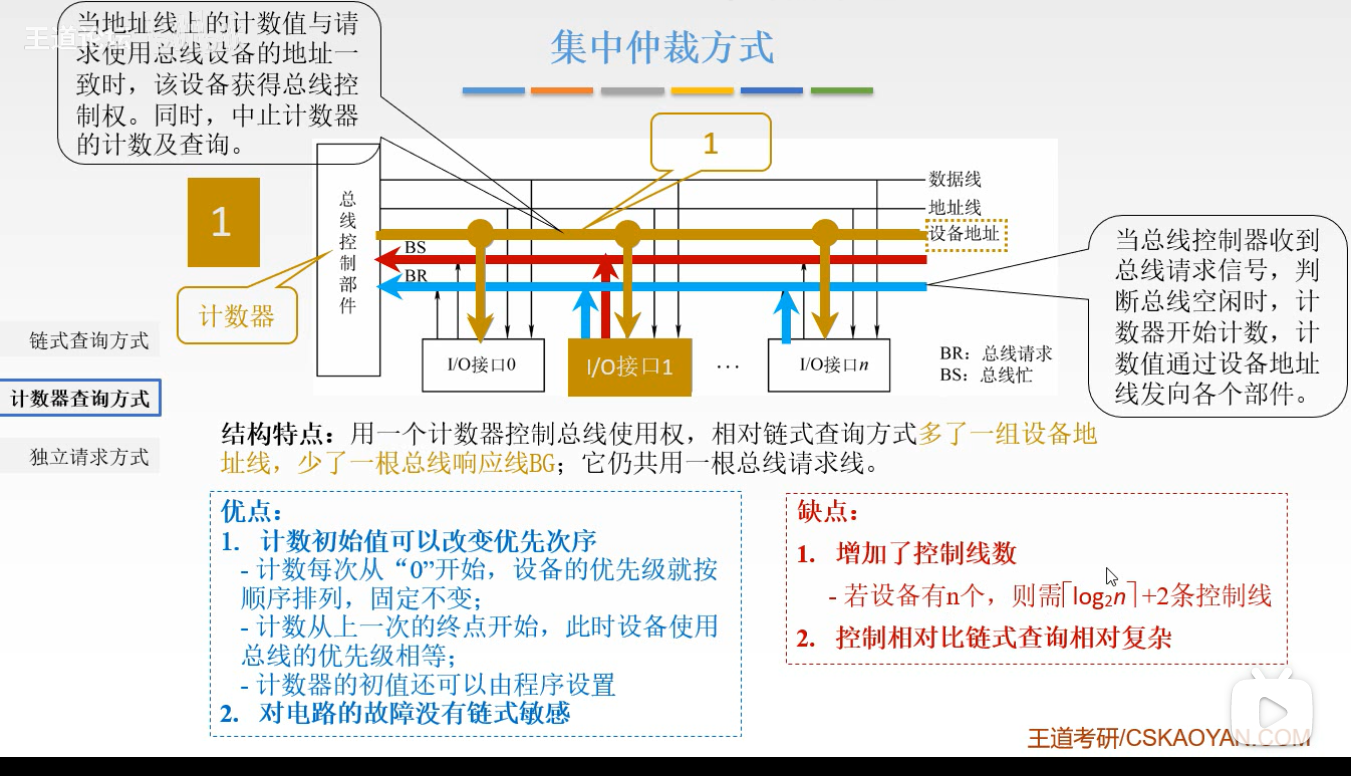 集中仲裁方式
王道论坛
当地址线上的计数值与请
求使用总线设备的地址一
致时，该设备获得总线控
制权。同时，中止计数器
的计数及查询。
1
1
计数器
总线控制部件
数据线
地址线
设备地址
BS
BR
I/O接口0
I/O接口1
···
I/O接口n
BR：总线请求
BS：总线忙
当总线控制器收到
总线请求信号，判
断总线空闲时，计
数器开始计数，计
数值通过设备地址
线发向各个部件。
链式查询方式
计数器查询方式
独立请求方式
结构特点：用一个计数器控制总线使用权，相对链式查询方式多了一组设备地
址线，少了一根总线响应线BG；它仍共用一根总线请求线。
优点：
1. 计数初始值可以改变优先次序
- 计数每次从“0”开始，设备的优先级就按
顺序排列，固定不变；
- 计数从上一次的终点开始，此时设备使用
总线的优先级相等；
- 计数器的初值还可以由程序设置
2. 对电路的故障没有链式敏感
缺点：
1. 增加了控制线数
- 若设备有n个，则需⌈log₂n⌉+2条控制线
2. 控制相对比链式查询相对复杂
王道考研/CSKAOYAN.COM